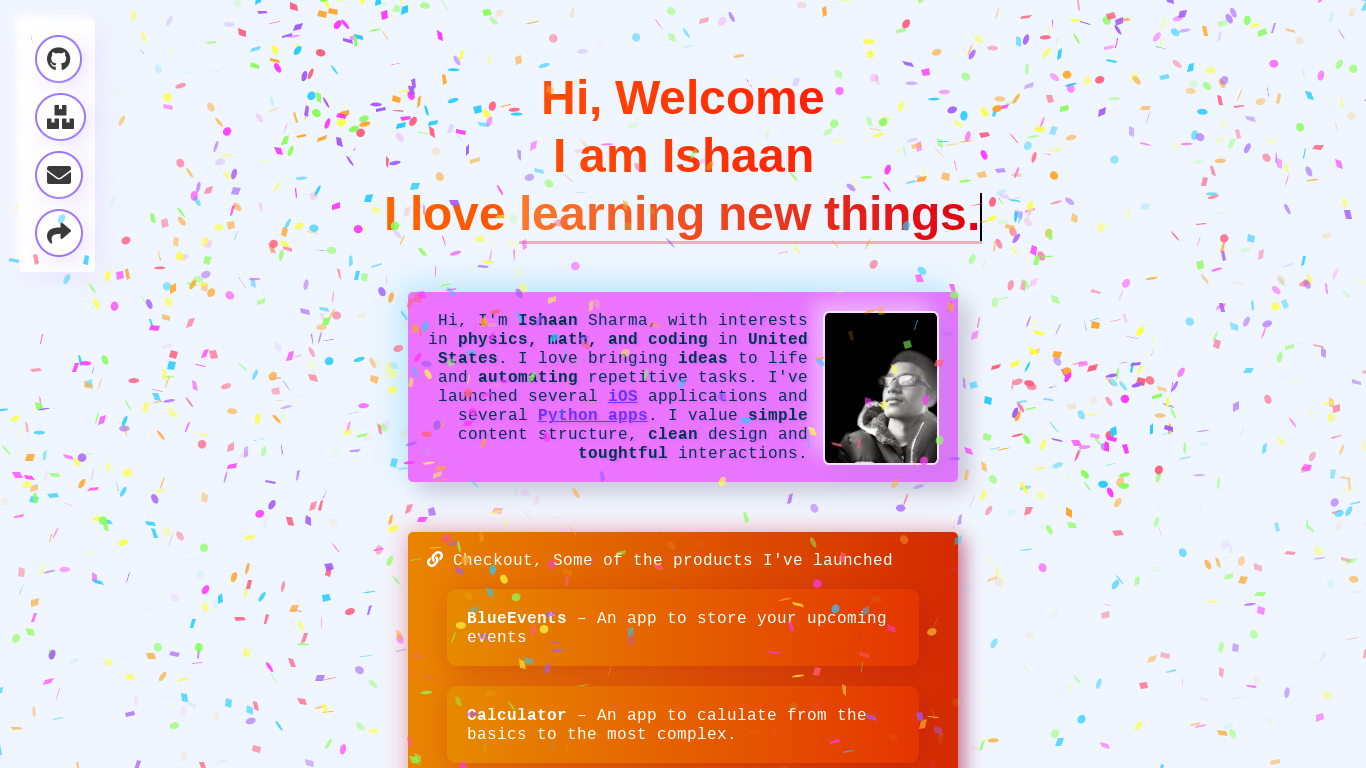 Hi, Welcome
I am Ishaan
I love learning new things.
Hi, I'm Ishaan Sharma, with interests
in physics, math, and coding in United
States. I love bringing ideas to life
and automating repetitive tasks. I've
launched several iOS applications and
several Python apps. I value simple
content structure, clean design and
toughtful interactions.
Checkout, Some of the products I've launched
BlueEvents – An app to store your upcoming
events
Calculator – An app to calulate from the
basics to the most complex.